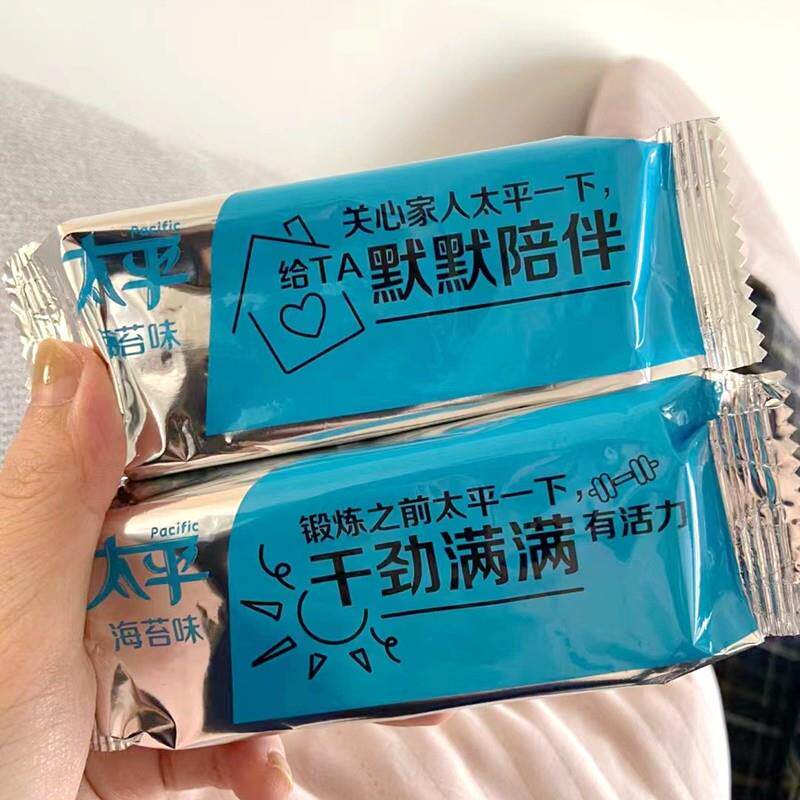 Pacific
太平
海苔味
关心家人太平一下，
给TA默默陪伴
Pacific
太平
海苔味
锻炼之前太平一下，
干劲满满有活力